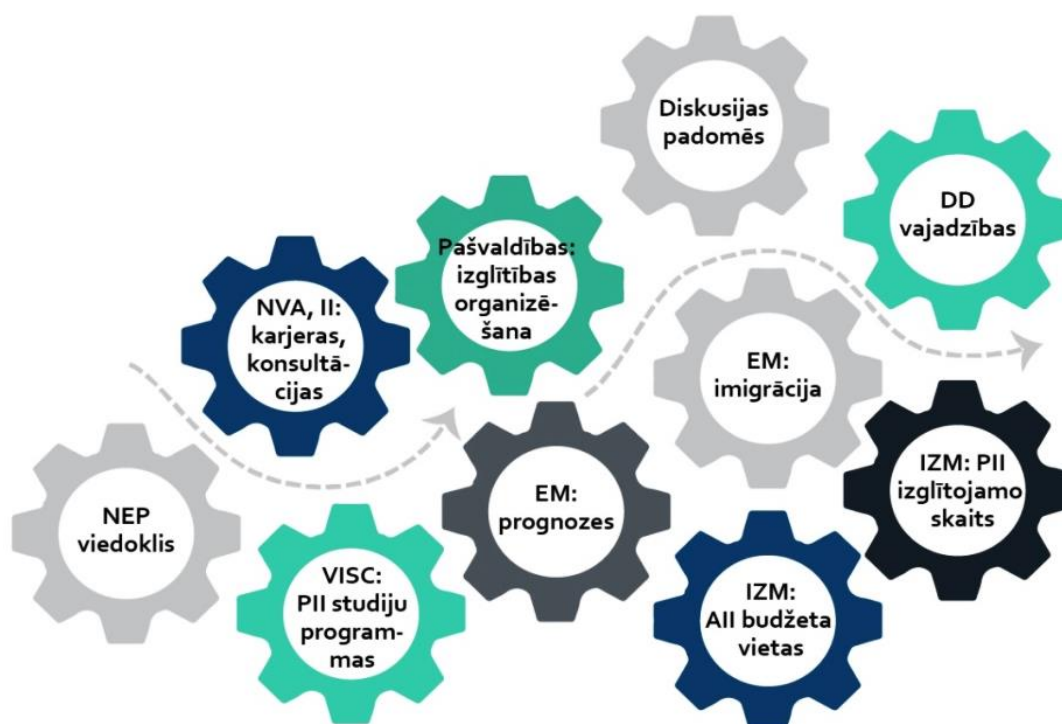 Diskusijas
padomēs
DD
vajadzības
Pašvaldības:
izglītības
organizē-
šana
NVA, II:
karjeras,
konsultā-
cijas
EM:
imigrācija
IZM: PII
izglītojamo
skaits
EM:
prognozes
NEP
viedoklis
VISC:
PII studiju
program-
mas
IZM:
AII budžeta
vietas